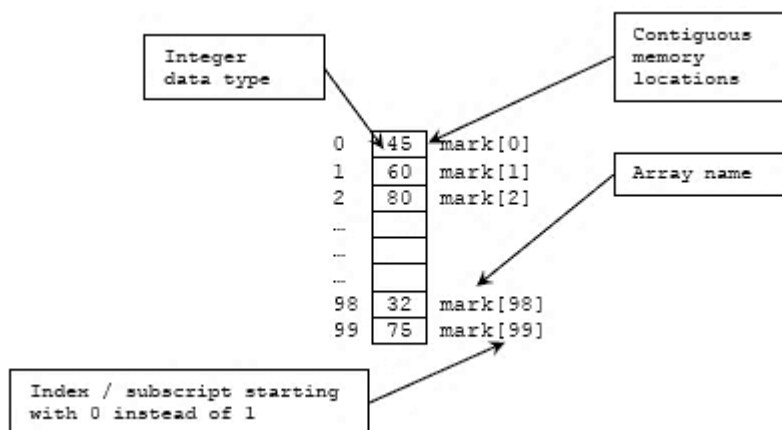 Integer
data type
Contiguous
memory
locations
0 45 mark[0]
1 60 mark[1]
2 80 mark[2]
Array name
…
…
…
98 32 mark[98]
99 75 mark[99]
Index / subscript starting
with 0 instead of 1